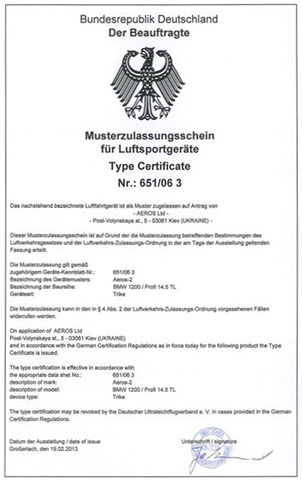 Bundesrepublik Deutschland
Der Beauftragte
Musterzulassungsschein
für Luftsportgeräte
Type Certificate
Nr.: 651/06 3
Das nachstehend bezeichnete Luftfahrtgerät ist als Muster zugelassen auf Antrag von
- AEROS Ltd -
- Post-Volynskaya st., 5 - 03061 Kiev (UKRAINE) -
Dieser Musterzulassungsschein ist auf Grund der die Musterzulassung betreffenden Bestimmungen des
Luftverkehrsgesetzes und der Luftverkehrs-Zulassungs-Ordnung in der am Tage der Ausstellung geltenden
Fassung erteilt.
Die Musterzulassung gilt gemäß
zugehörigem Geräte-Kennblatt-Nr.: 651/06 3
Bezeichnung des Gerätemusters: Aeros-2
Bezeichnung der Baureihe: BMW 1200 / Profi 14.5 TL
Geräteart: Trike
Die Musterzulassung kann in den in § 4 Abs. 2 der Luftverkehrs-Zulassungs-Ordnung vorgesehenen Fällen
widerrufen werden.
On application of AEROS Ltd
Post-Volynskaya st., 5 - 03061 Kiev (UKRAINE)
and in accordance with the German Certification Regulations as in force today for the following product the Type
Certificate is issued.
The type certification is effective in accordance with
the appropriate data shet No.: 651/06 3
description of mark: Aeros-2
description of model: BMW 1200 / Profi 14.5 TL
device type: Trike
The type certification may be revoked by the Deutscher Ultraleichtflugverband e. V. in cases provided in the German
Certification Regulations.
Datum der Ausstellung / date of issue
Großerlach, 19.02.2013
Unterschrift / signature